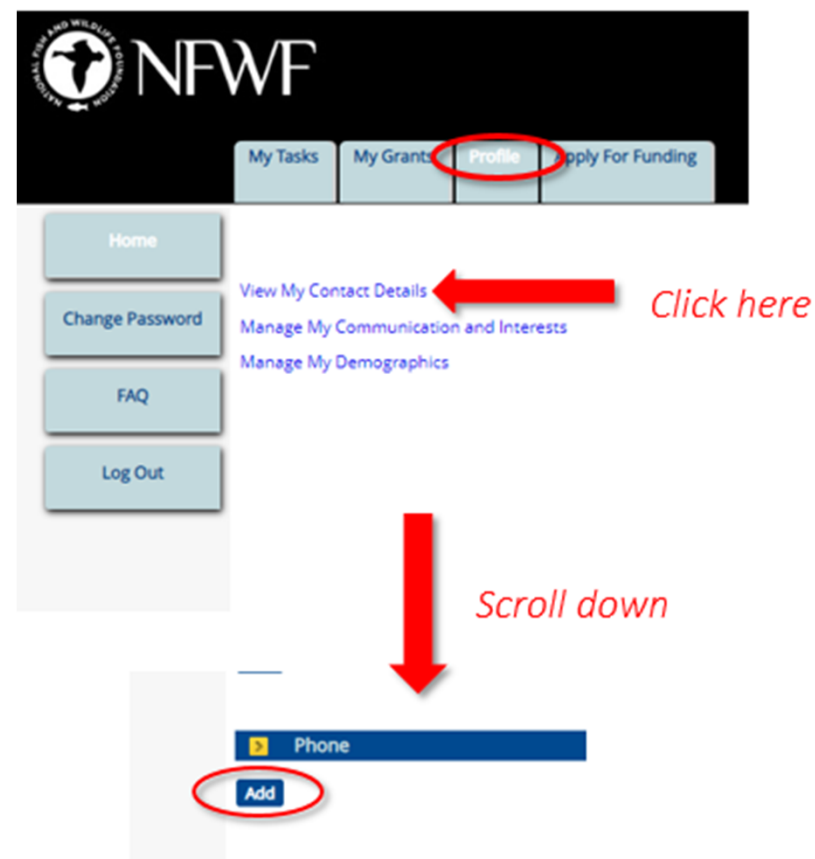 NATIONAL FISH AND WILDLIFE FOUNDATION
NFWF
My Tasks
My Grants
Profile
Apply For Funding
Home
View My Contact Details
Click here
Change Password
Manage My Communication and Interests
Manage My Demographics
FAQ
Log Out
Scroll down
Phone
Add